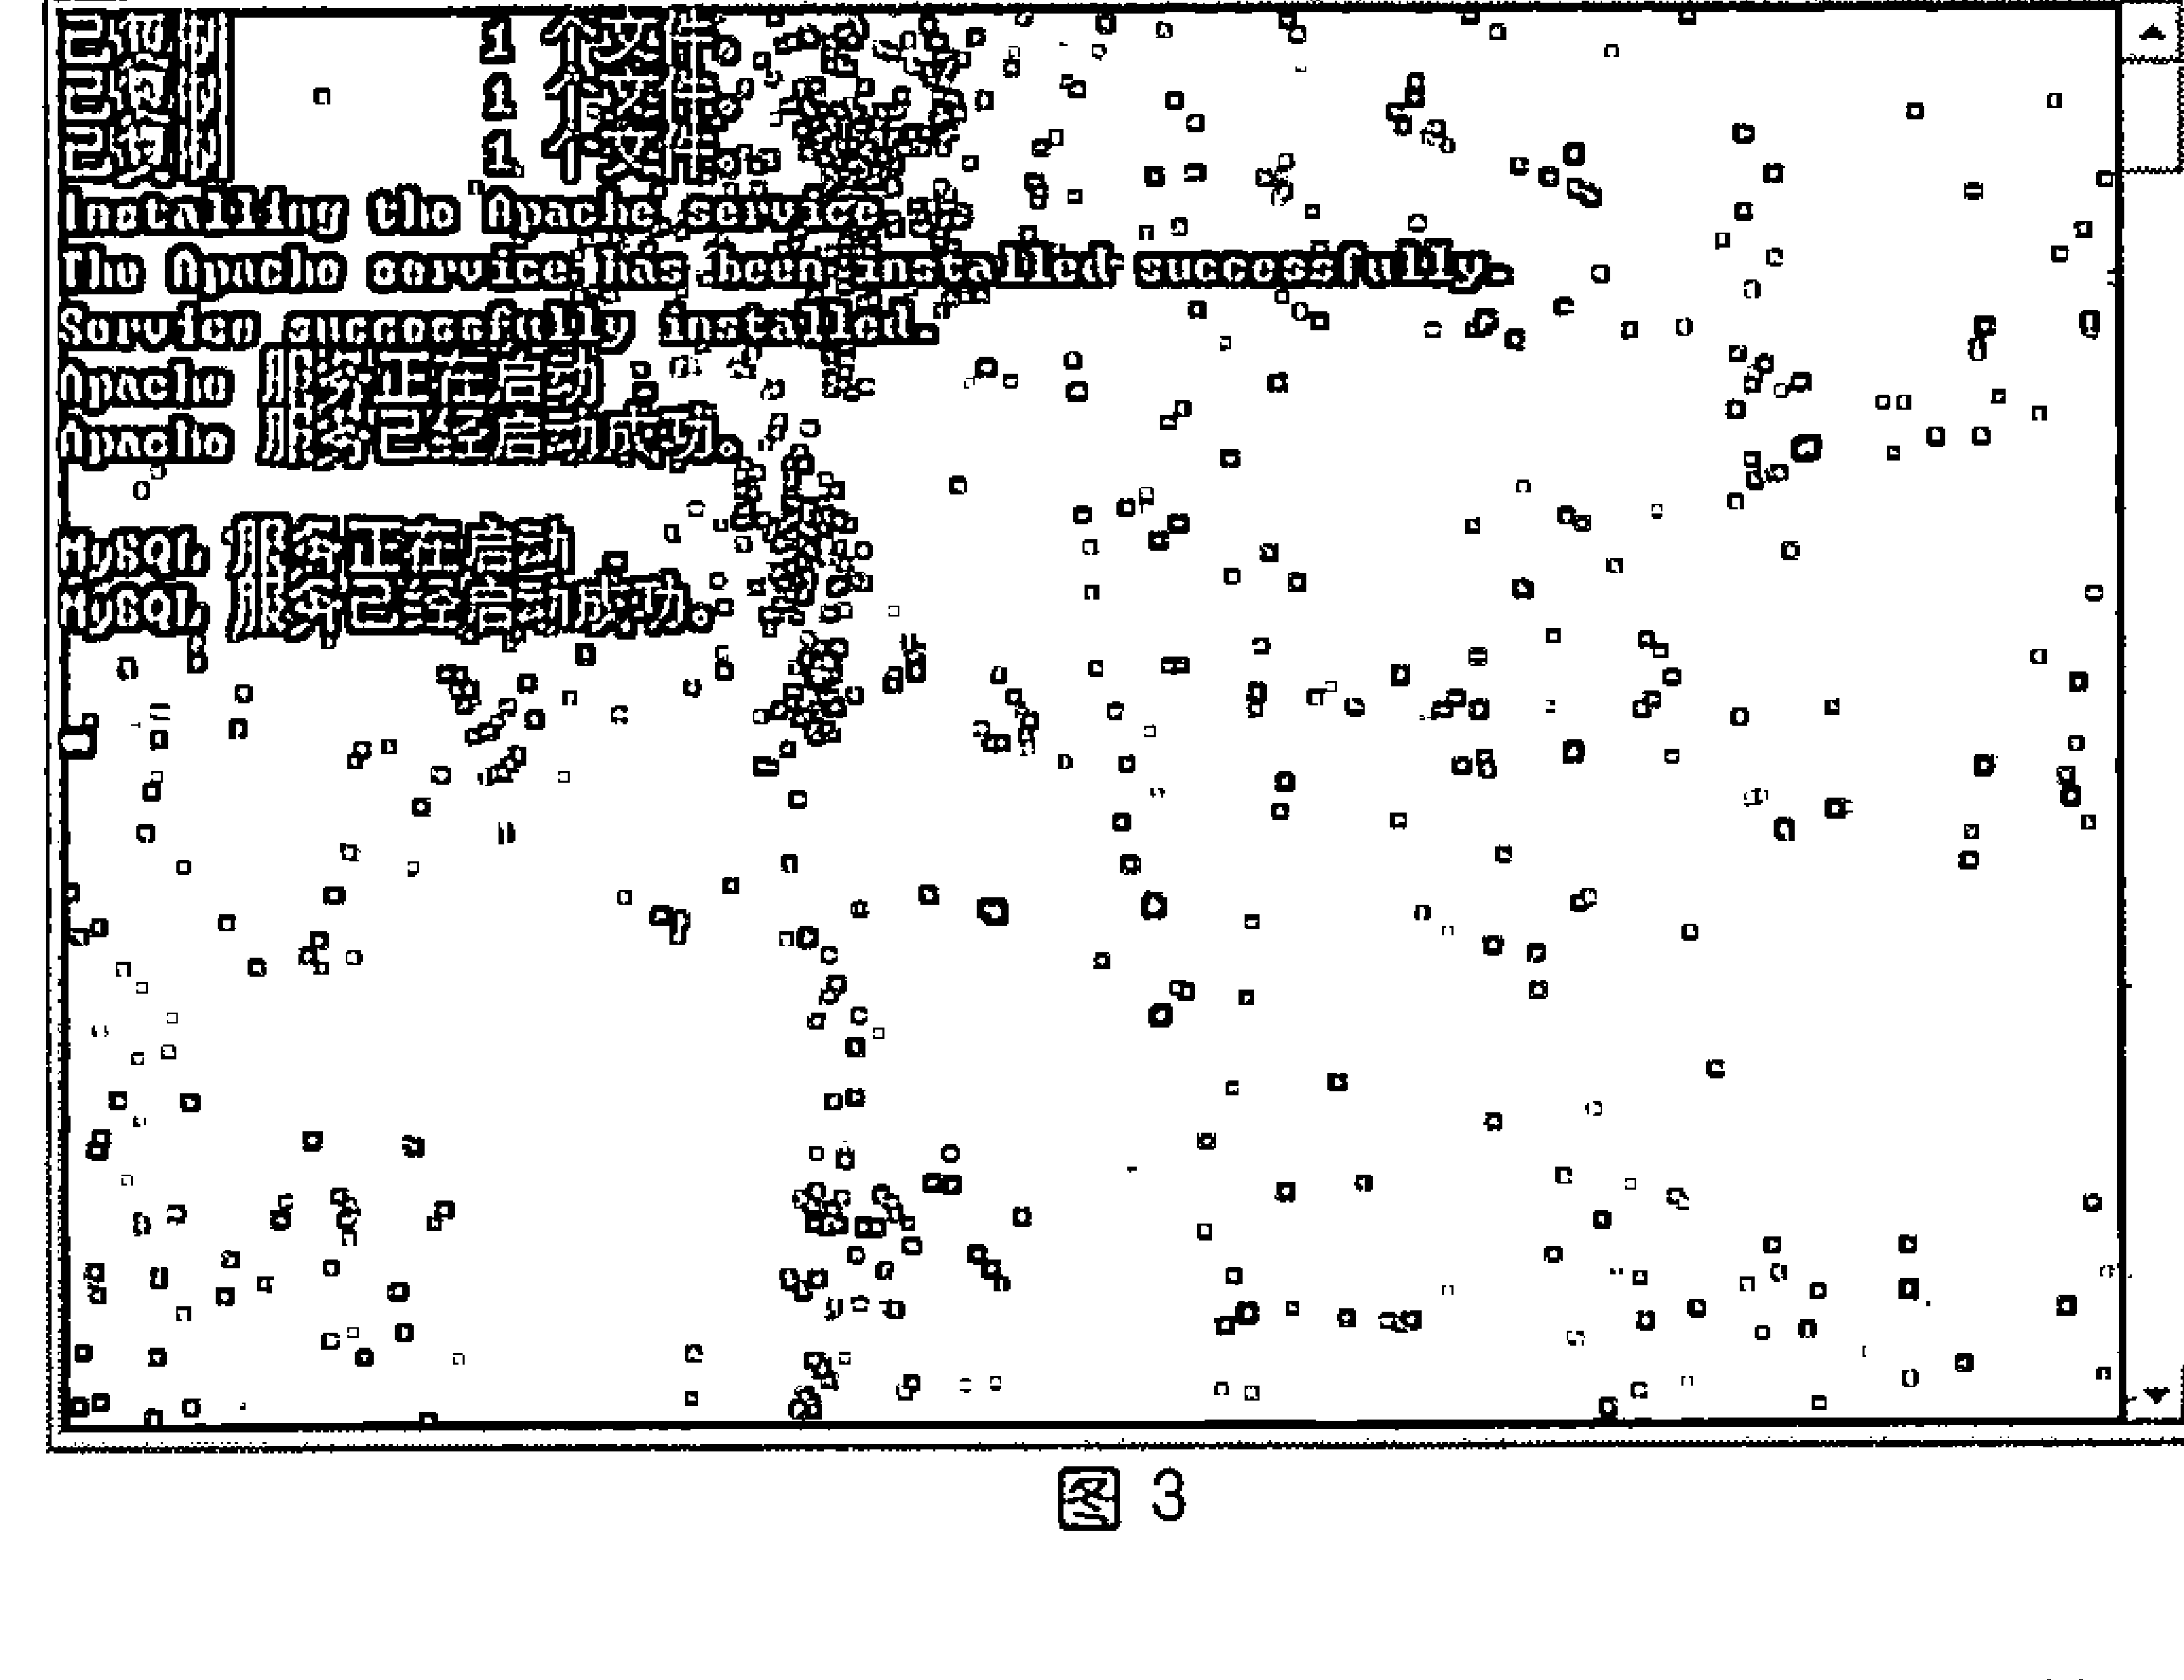 已复制         1 个文件。
已复制         1 个文件。
已复制         1 个文件。
Installing the Apache service
The Apache service has been installed successfully.
Service successfully installed.
Apache 服务正在启动
Apache 服务已经启动成功。
MySQL 服务正在启动
MySQL 服务已经启动成功。
图 3